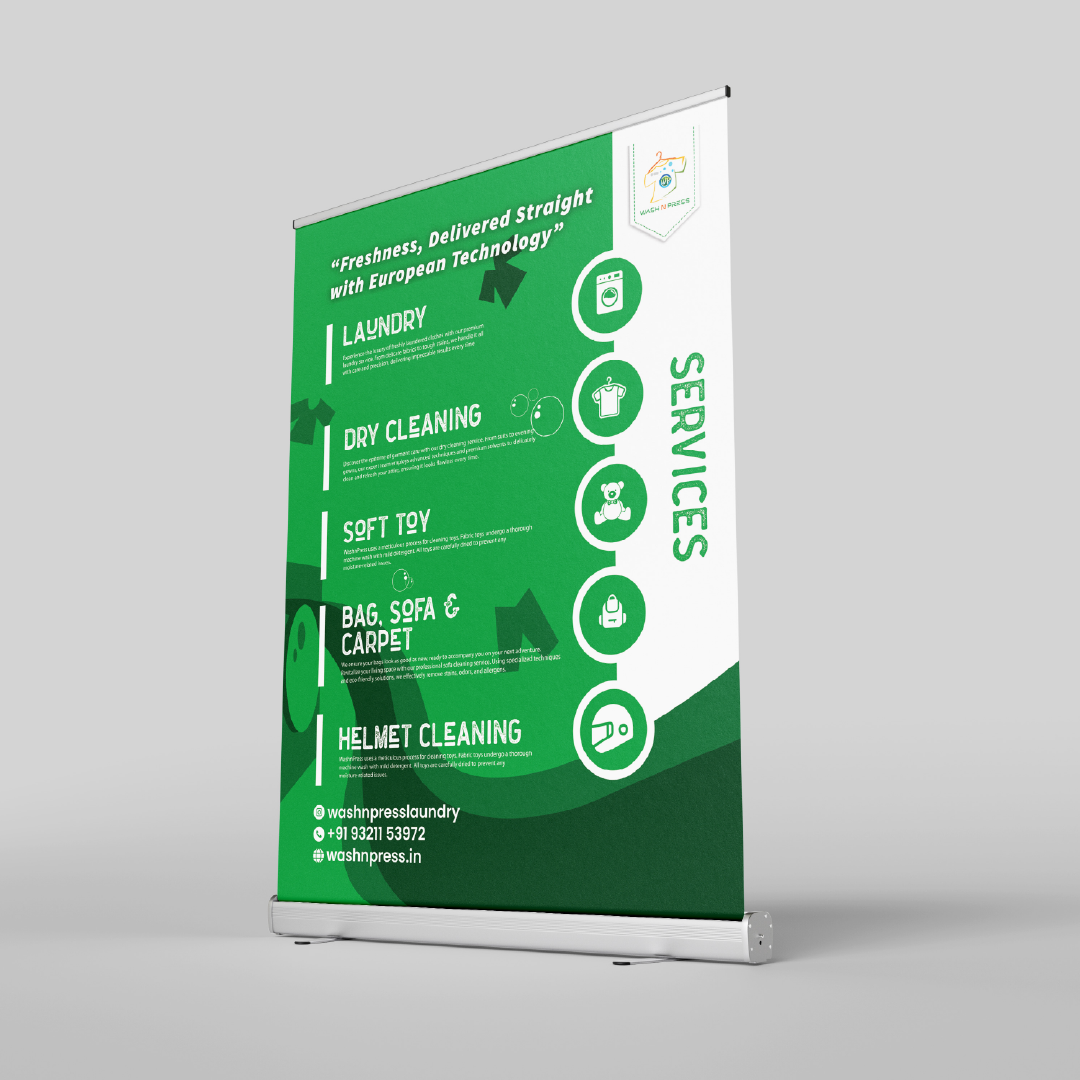 WASH N PRESS
“Freshness, Delivered Straight
with European Technology”
SERVICES
LAUNDRY
Experience the luxury of freshly laundered clothes with our premium
laundry service. From delicate fabrics to tough stains, we handle it all
with care and precision, delivering impeccable results every time
DRY CLEANING
Discover the epitome of garment care with our dry cleaning service. From suits to evening
gowns, our expert team employs advanced techniques and premium solvents to delicately
clean and refresh your attire, ensuring it looks flawless every time.
SOFT TOY
WashnPress uses a meticulous process for cleaning toys. Fabric toys undergo a thorough
machine wash with mild detergent. All toys are carefully dried to prevent any
moisture-related issues.
BAG, SOFA &
CARPET
We ensure your bags look as good as new, ready to accompany you on your next adventure.
Revitalize your living space with our professional sofa cleaning service. Using specialized techniques
and eco-friendly solutions, we effectively remove stains, odors, and allergens.
HELMET CLEANING
WashnPress uses a meticulous process for cleaning toys. Fabric toys undergo a thorough
machine wash with mild detergent. All toys are carefully dried to prevent any
moisture-related issues.
washnpresslaundry
+91 93211 53972
washnpress.in